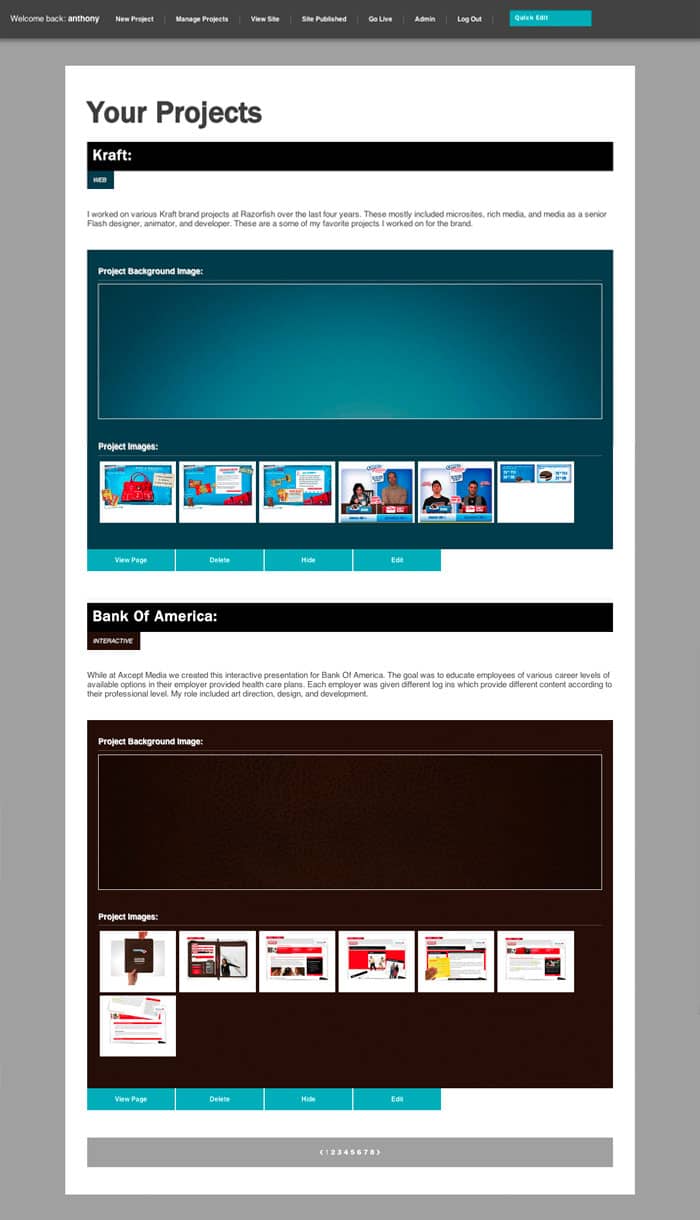 Welcome back: anthony New Project | Manage Projects | View Site | Site Published | Go Live | Admin | Log Out | Quick Edit
Your Projects
Kraft:
WEB
I worked on various Kraft brand projects at Razorfish over the last four years. These mostly included microsites, rich media, and media as a senior
Flash designer, animator, and developer. These are a some of my favorite projects I worked on for the brand.
Project Background Image:
Project Images:
View Page Delete Hide Edit
Bank Of America:
INTERACTIVE
While at Axcept Media we created this interactive presentation for Bank Of America. The goal was to educate employees of various career levels of
available options in their employer provided health care plans. Each employer was given different log ins which provide different content according to
their professional level. My role included art direction, design, and development.
Project Background Image:
Project Images:
View Page Delete Hide Edit
❮ 1 2 3 4 5 6 7 8 ❯